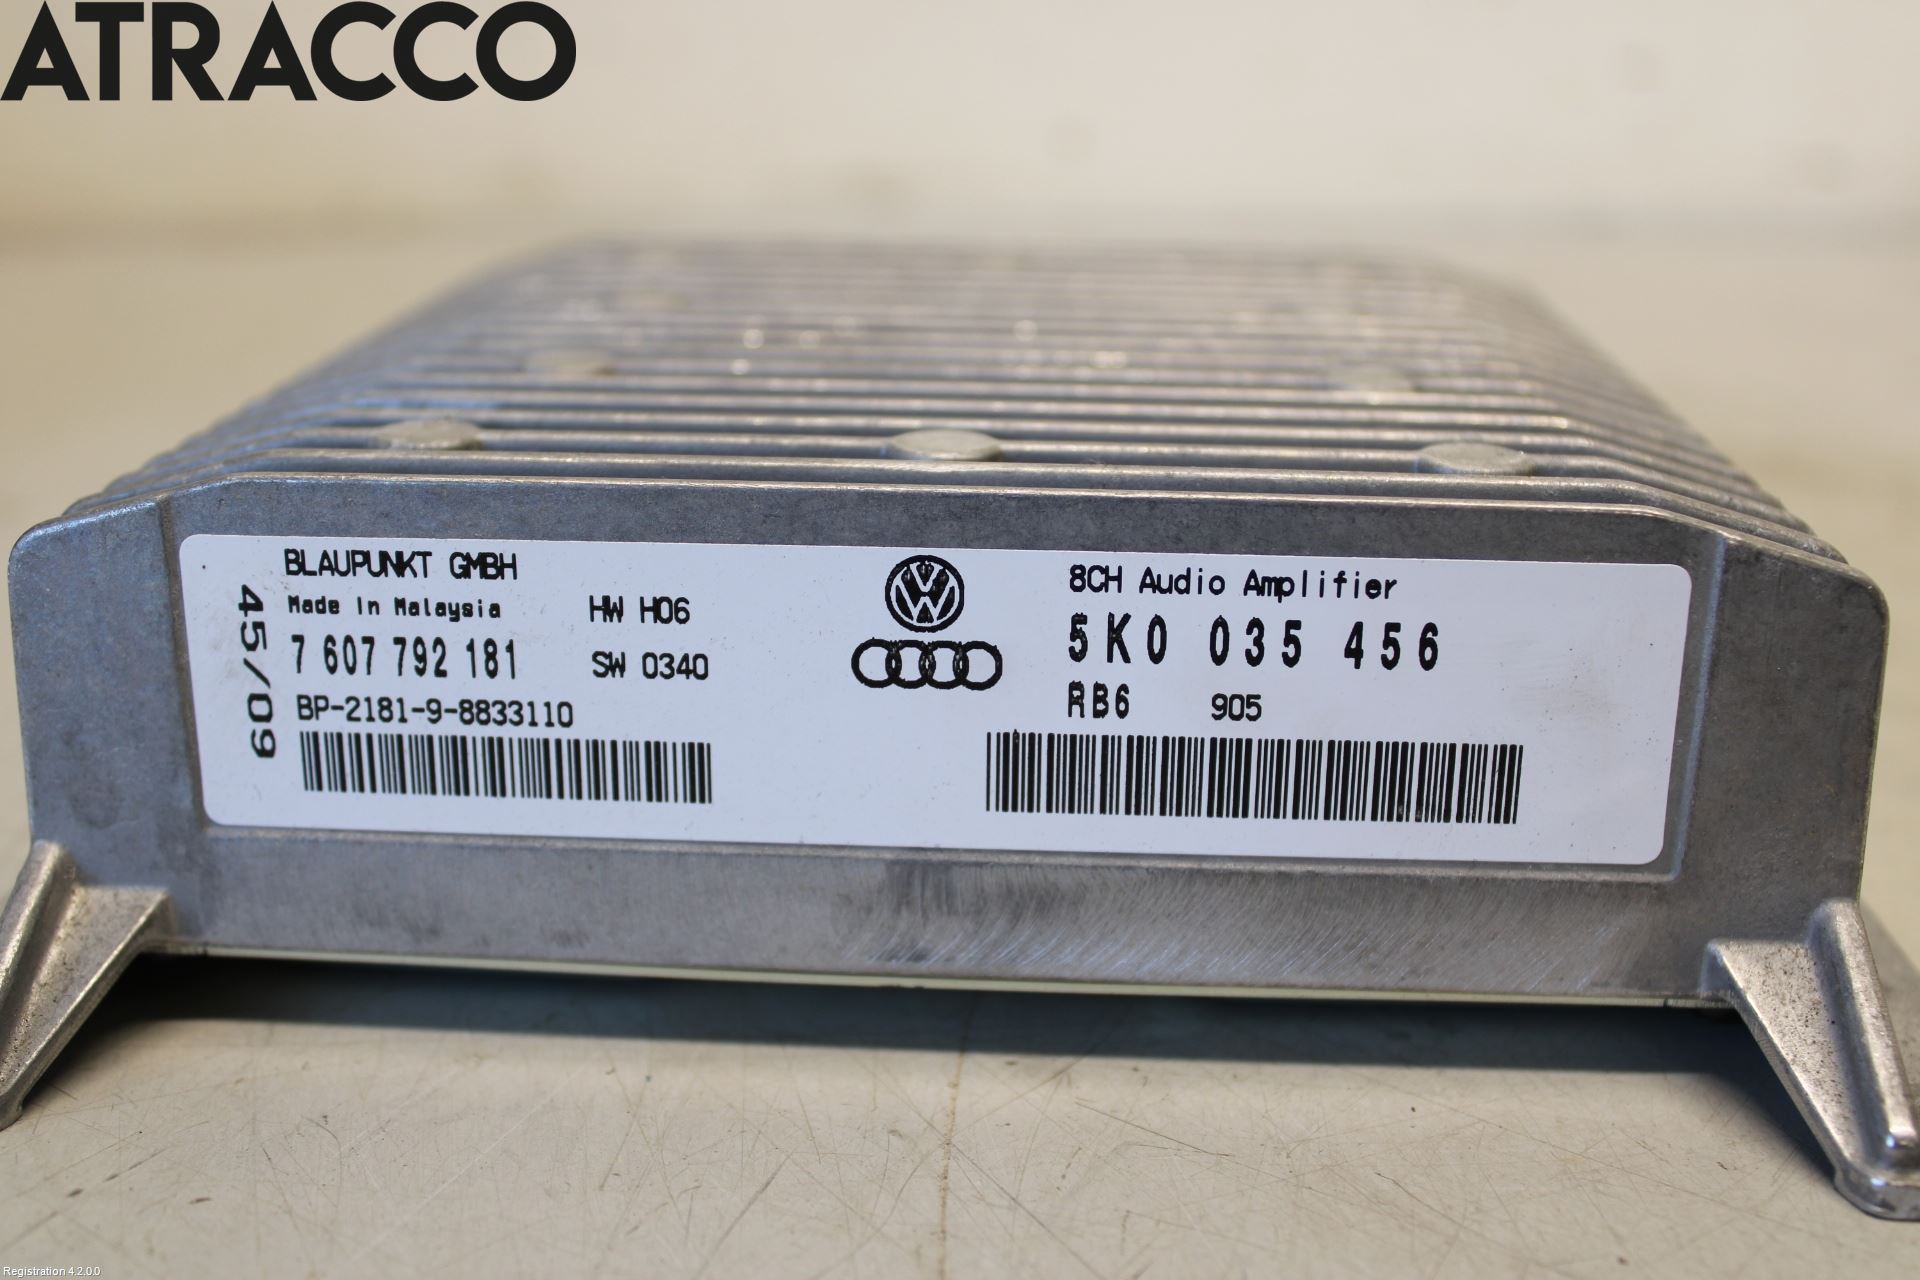 ATRACCO
BLAUPUNKT GMBH
Made In Malaysia
HW H06
7 607 792 181
SW 0340
BP-2181-9-8833110
45/09
8CH Audio Amplifier
5K0 035 456
RB6 905
Registration 4.2.0.0